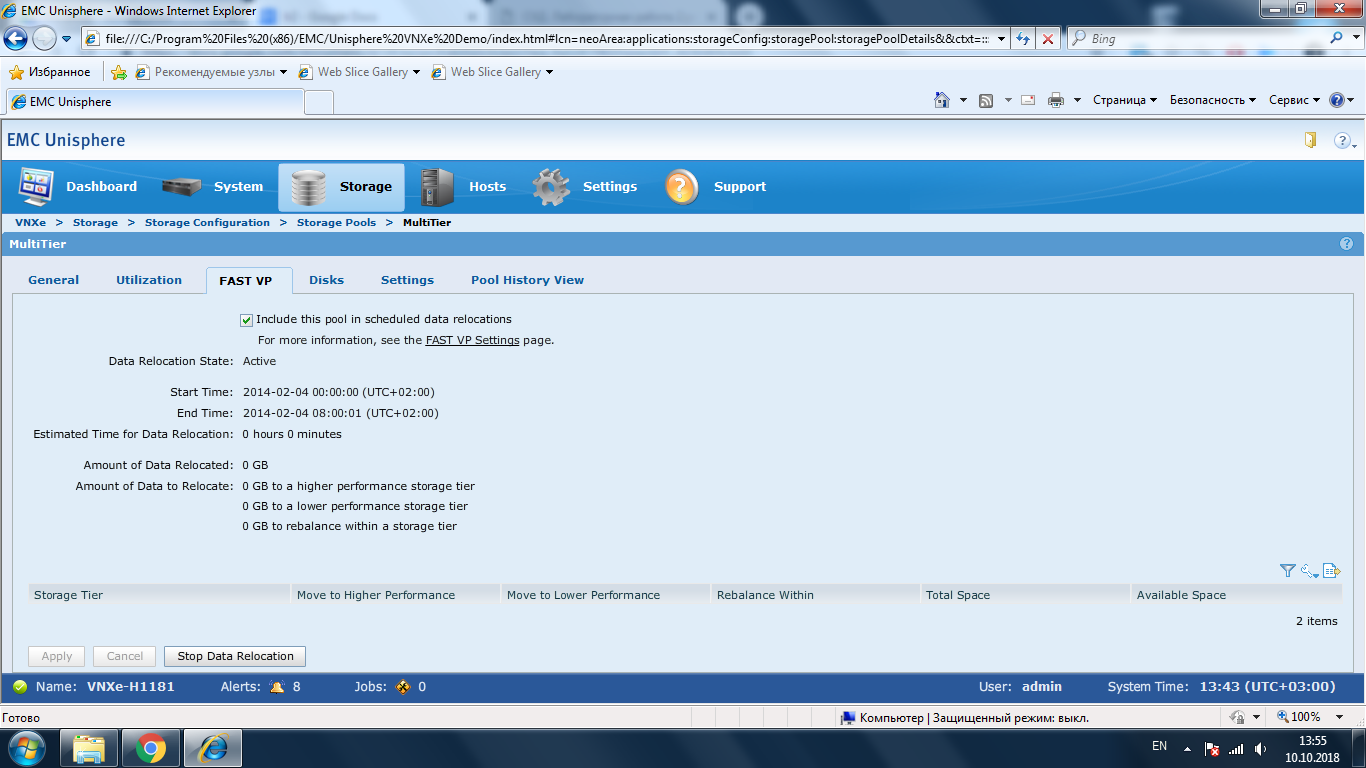 EMC Unisphere - Windows Internet Explorer
file:///C:/Program%20Files%20(x86)/EMC/Unisphere%20VNXe%20Demo/index.html#lcn=neoArea:applications:storageConfig:storagePool:storagePoolDetails&&ctxt=:::
Bing
Избранное
Рекомендуемые узлы
Web Slice Gallery
Web Slice Gallery
EMC Unisphere
Страница
Безопасность
Сервис
EMC Unisphere
Dashboard
System
Storage
Hosts
Settings
Support
VNXe > Storage > Storage Configuration > Storage Pools > MultiTier
MultiTier
General
Utilization
FAST VP
Disks
Settings
Pool History View
Include this pool in scheduled data relocations
For more information, see the FAST VP Settings page.
Data Relocation State: Active
Start Time: 2014-02-04 00:00:00 (UTC+02:00)
End Time: 2014-02-04 08:00:01 (UTC+02:00)
Estimated Time for Data Relocation: 0 hours 0 minutes
Amount of Data Relocated: 0 GB
Amount of Data to Relocate: 0 GB to a higher performance storage tier
0 GB to a lower performance storage tier
0 GB to rebalance within a storage tier
Storage Tier
Move to Higher Performance
Move to Lower Performance
Rebalance Within
Total Space
Available Space
2 items
Apply
Cancel
Stop Data Relocation
Name: VNXe-H1181
Alerts: 8
Jobs: 0
User: admin
System Time: 13:43 (UTC+03:00)
Готово
Компьютер | Защищенный режим: выкл.
100%
EN
13:55
10.10.2018